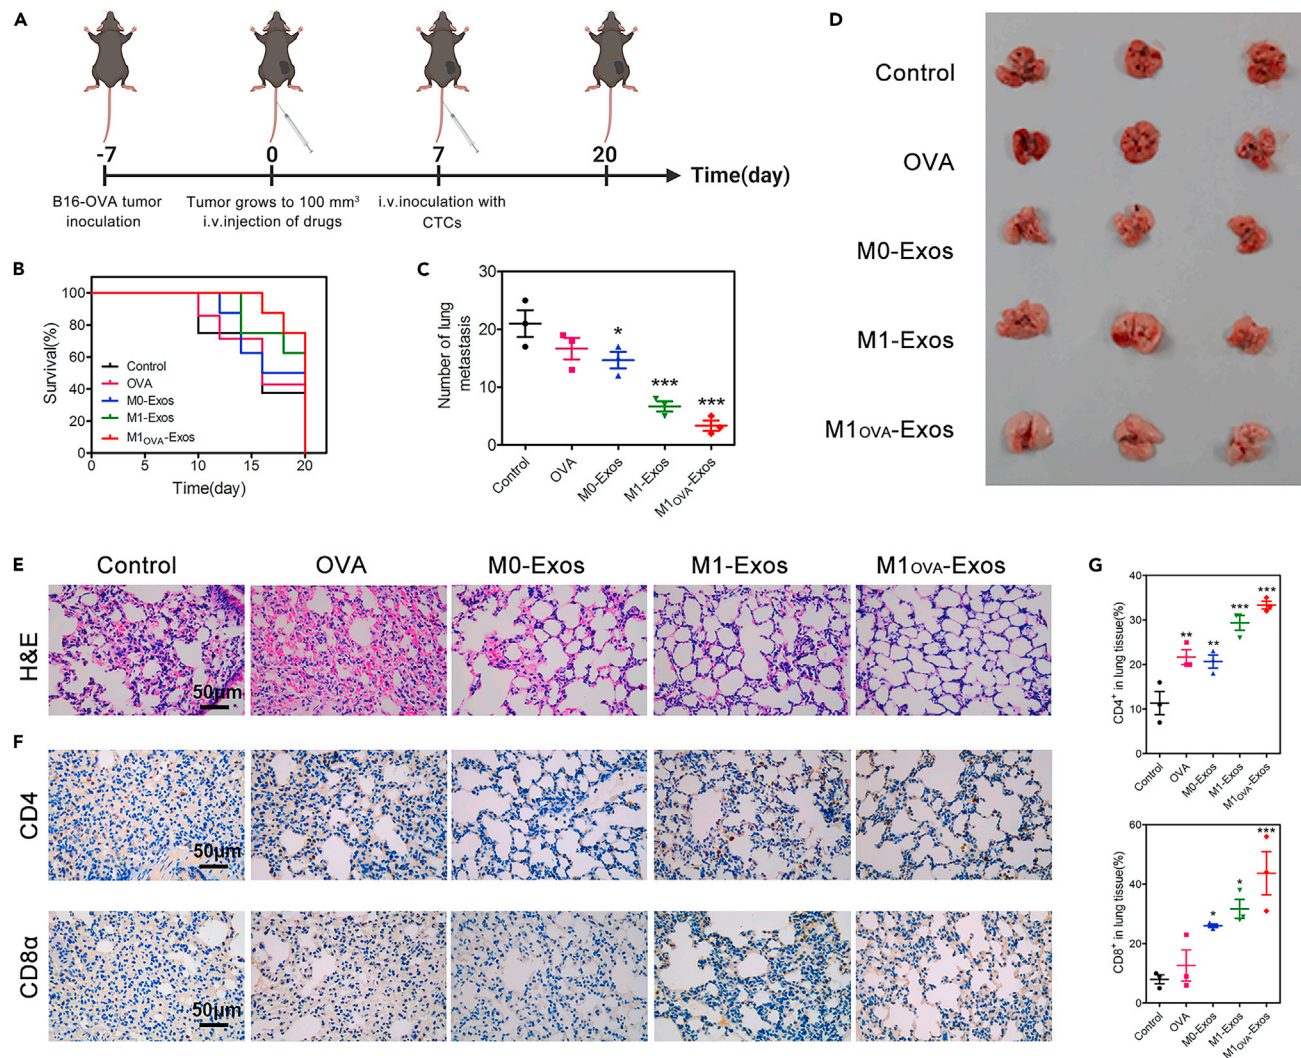 A
-7
0
7
20
Time(day)
B16-OVA tumor
inoculation
Tumor grows to 100 mm³
i.v.injection of drugs
i.v.inoculation with
CTCs
B
Survival(%)
100
80
60
40
20
0
Control
OVA
M0-Exos
M1-Exos
M1OVA-Exos
0
5
10
15
20
Time(day)
C
Number of lung
metastasis
30
20
10
0
*
***
***
Control
OVA
M0-Exos
M1-Exos
M1OVA-Exos
D
Control
OVA
M0-Exos
M1-Exos
M1OVA-Exos
E
Control
OVA
M0-Exos
M1-Exos
M1OVA-Exos
H&E
50μm
F
CD4
50μm
CD8α
50μm
G
CD4+ in lung tissue(%)
40
30
20
10
0
**
**
***
***
Control
OVA
M0-Exos
M1-Exos
M1OVA-Exos
CD8+ in lung tissue(%)
60
40
20
0
*
*
***
Control
OVA
M0-Exos
M1-Exos
M1OVA-Exos